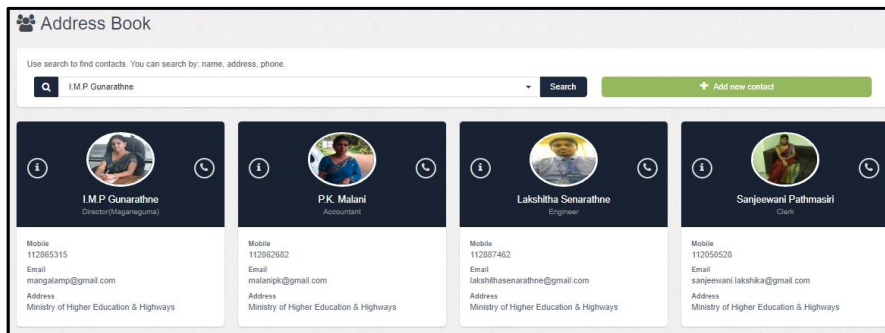 Address Book
Use search to find contacts. You can search by: name, address, phone.
I.M.P Gunarathne
Search
+ Add new contact
I.M.P Gunarathne
Director(Maganeguma)
Mobile
112865315
Email
mangalamp@gmail.com
Address
Ministry of Higher Education & Highways
P.K. Malani
Accountant
Mobile
112862682
Email
malanipk@gmail.com
Address
Ministry of Higher Education & Highways
Lakshitha Senarathne
Engineer
Mobile
112887462
Email
lakshithasenarathne@gmail.com
Address
Ministry of Higher Education & Highways
Sanjeewani Pathmasiri
Clerk
Mobile
112050528
Email
sanjeewani.lakshika@gmail.com
Address
Ministry of Higher Education & Highways